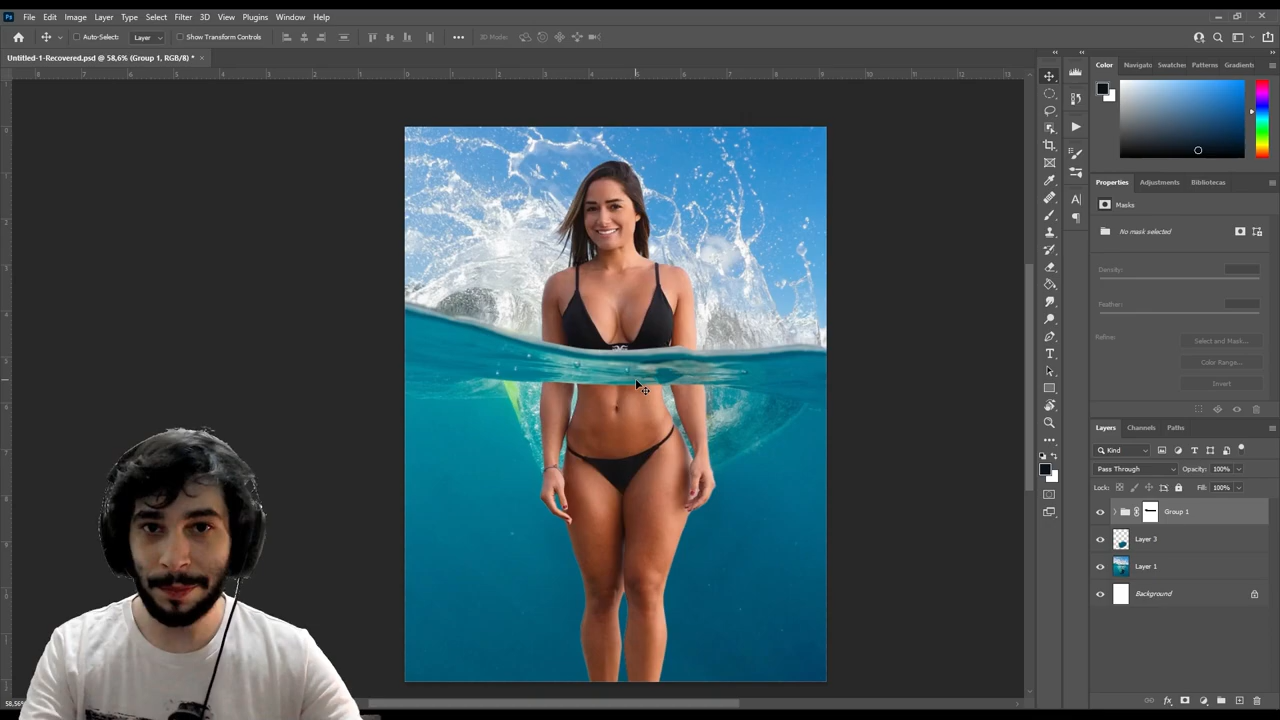 Ps File Edit Image Layer Type Select Filter 3D View Plugins Window Help
Auto-Select: Layer Show Transform Controls 3D Mode:
Untitled-1-Recovered.psd @ 58,6% (Group 1, RGB/8) *
Color Navigato Swatches Patterns Gradients
Properties Adjustments Bibliotecas
Masks
No mask selected
Density:
Feather:
Refine: Select and Mask...
Color Range...
Invert
Layers Channels Paths
Kind
Pass Through Opacity: 100%
Lock: Fill: 100%
Group 1
Layer 3
Layer 1
Background